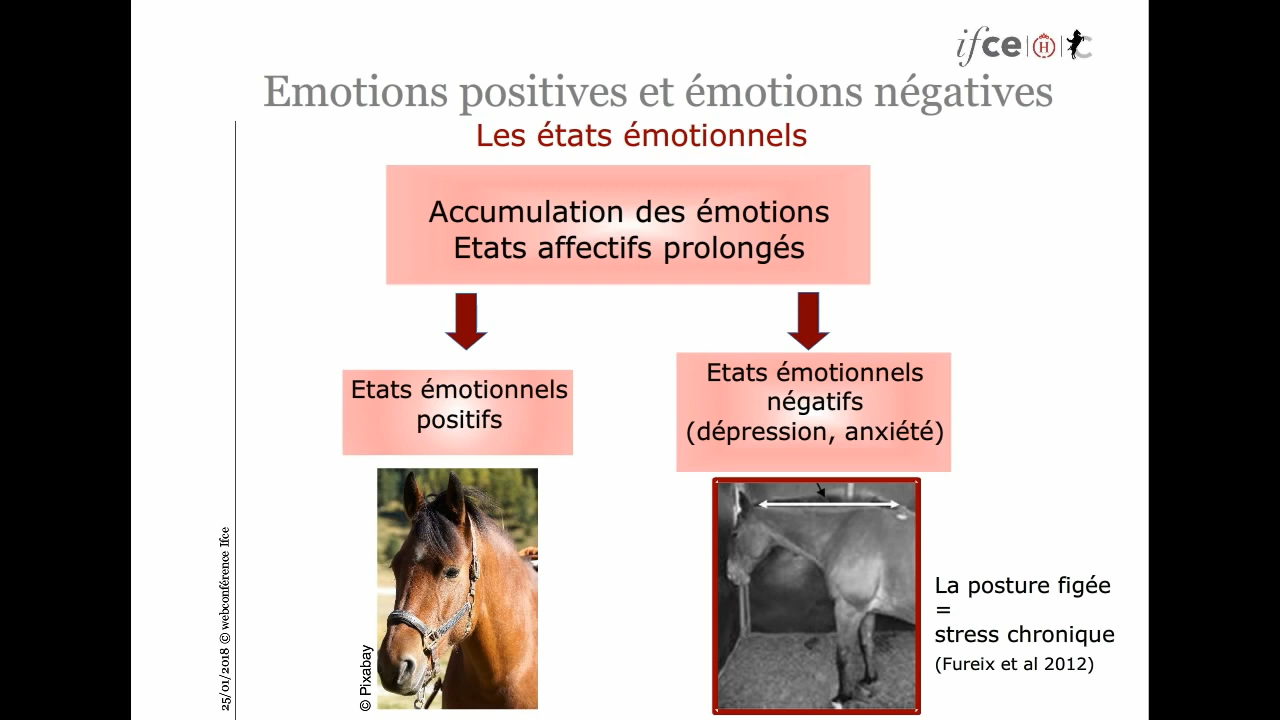 ifce
H
Emotions positives et émotions négatives
Les états émotionnels
Accumulation des émotions
Etats affectifs prolongés
Etats émotionnels
positifs
Etats émotionnels
négatifs
(dépression, anxiété)
© Pixabay
La posture figée
=
stress chronique
(Fureix et al 2012)
25/01/2018 © webconférence Ifce